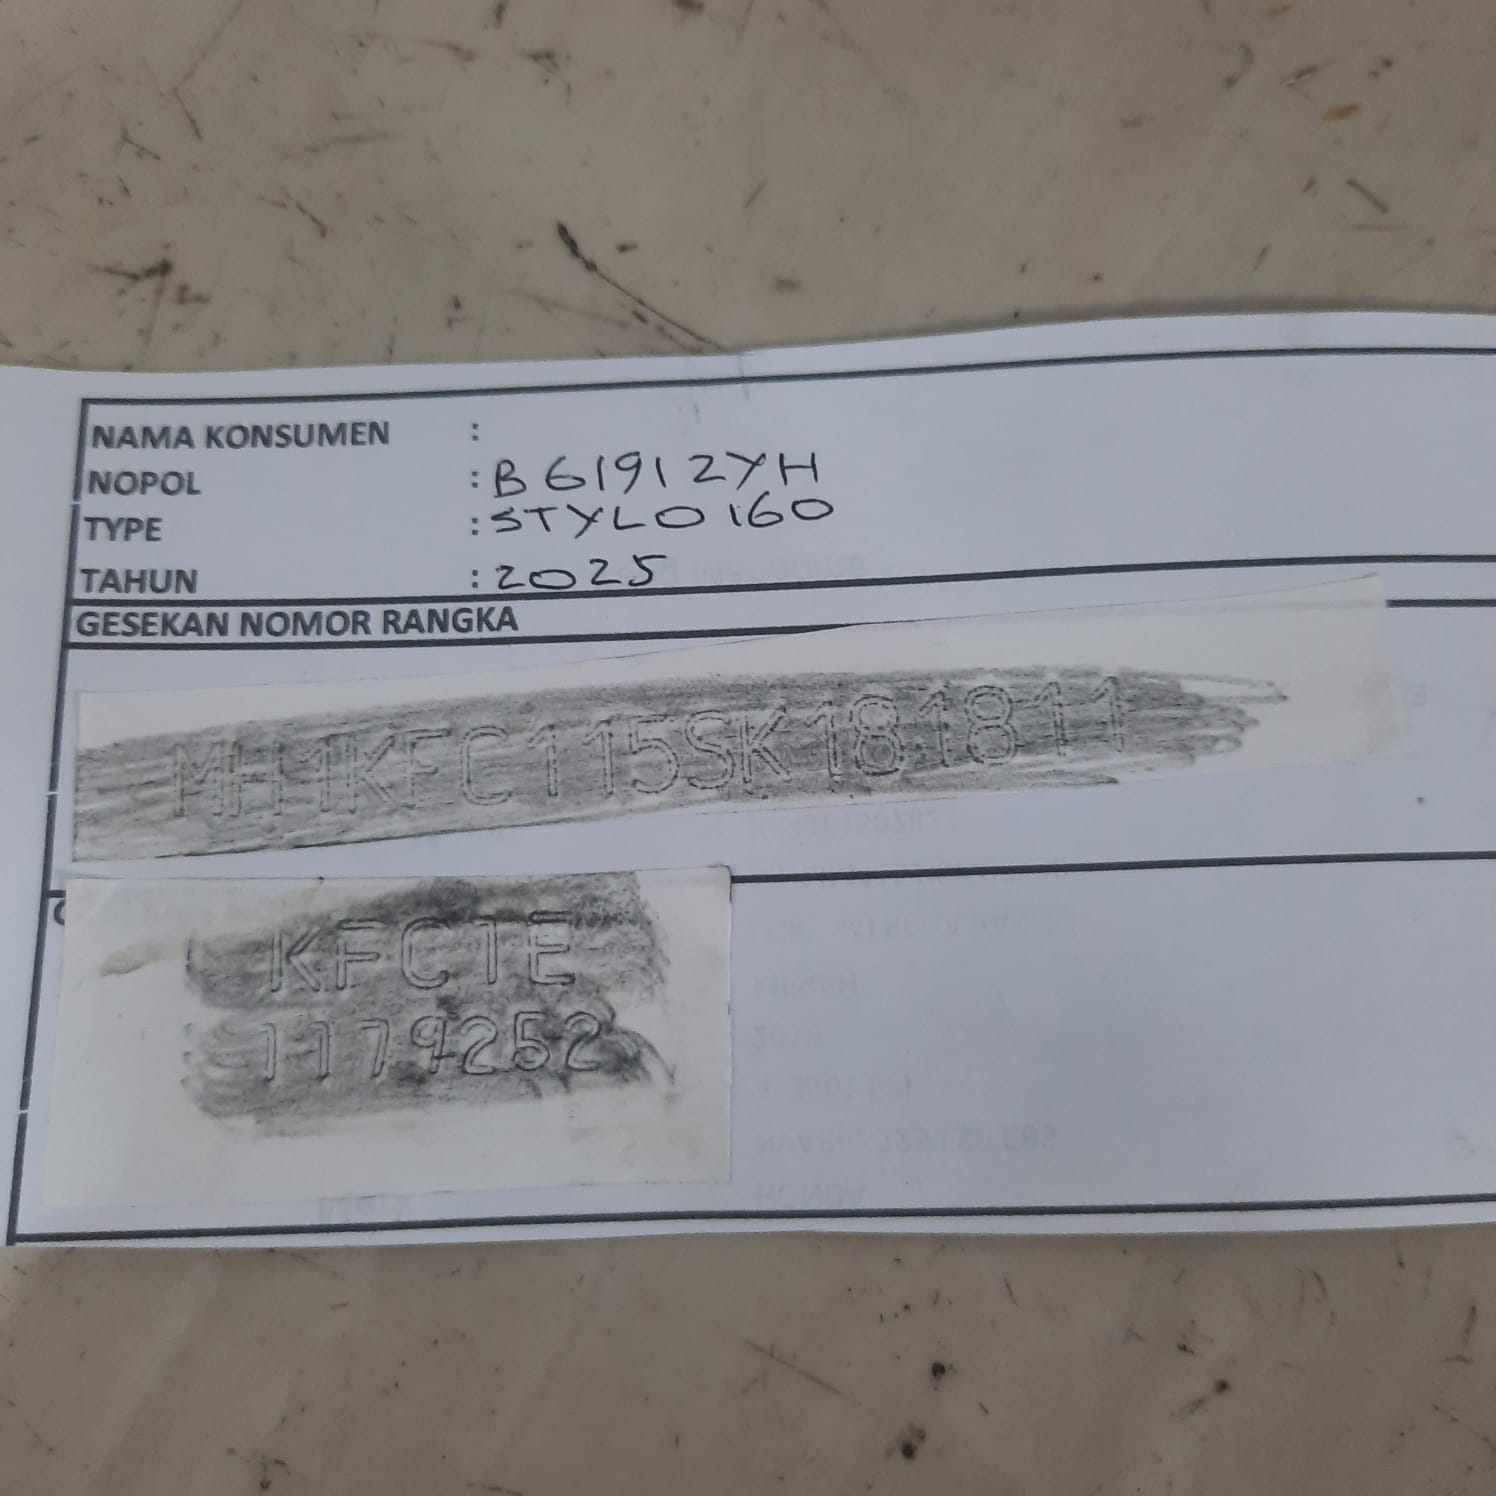 NAMA KONSUMEN :
NOPOL : B 6191 ZYH
TYPE : STYLO 160
TAHUN : 2025
GESEKAN NOMOR RANGKA
MH1KFC115SK181811
KFC1E
1179252